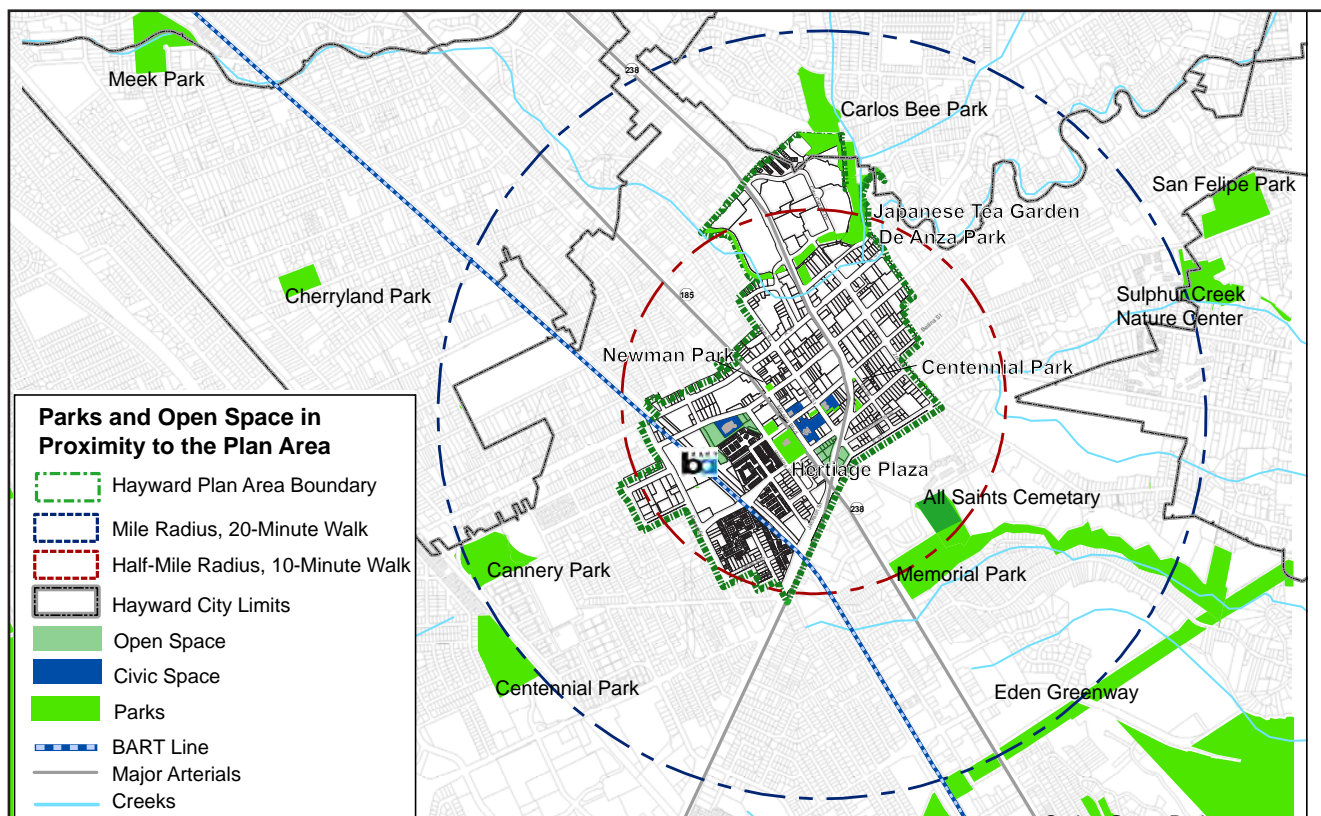 238
Meek Park
Carlos Bee Park
San Felipe Park
Japanese Tea Garden
De Anza Park
Cherryland Park
185
Sulphur Creek
Nature Center
Newman Park
Centennial Park
Parks and Open Space in
Proximity to the Plan Area
Hayward Plan Area Boundary
Mile Radius, 20-Minute Walk
Half-Mile Radius, 10-Minute Walk
Hayward City Limits
Open Space
Civic Space
Parks
BART Line
Major Arterials
Creeks
ba
Hertiage Plaza
All Saints Cemetary
238
Cannery Park
Memorial Park
Centennial Park
Eden Greenway